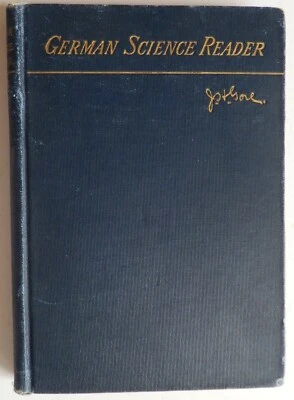 GERMAN SCIENCE READER
J. H. Gore.